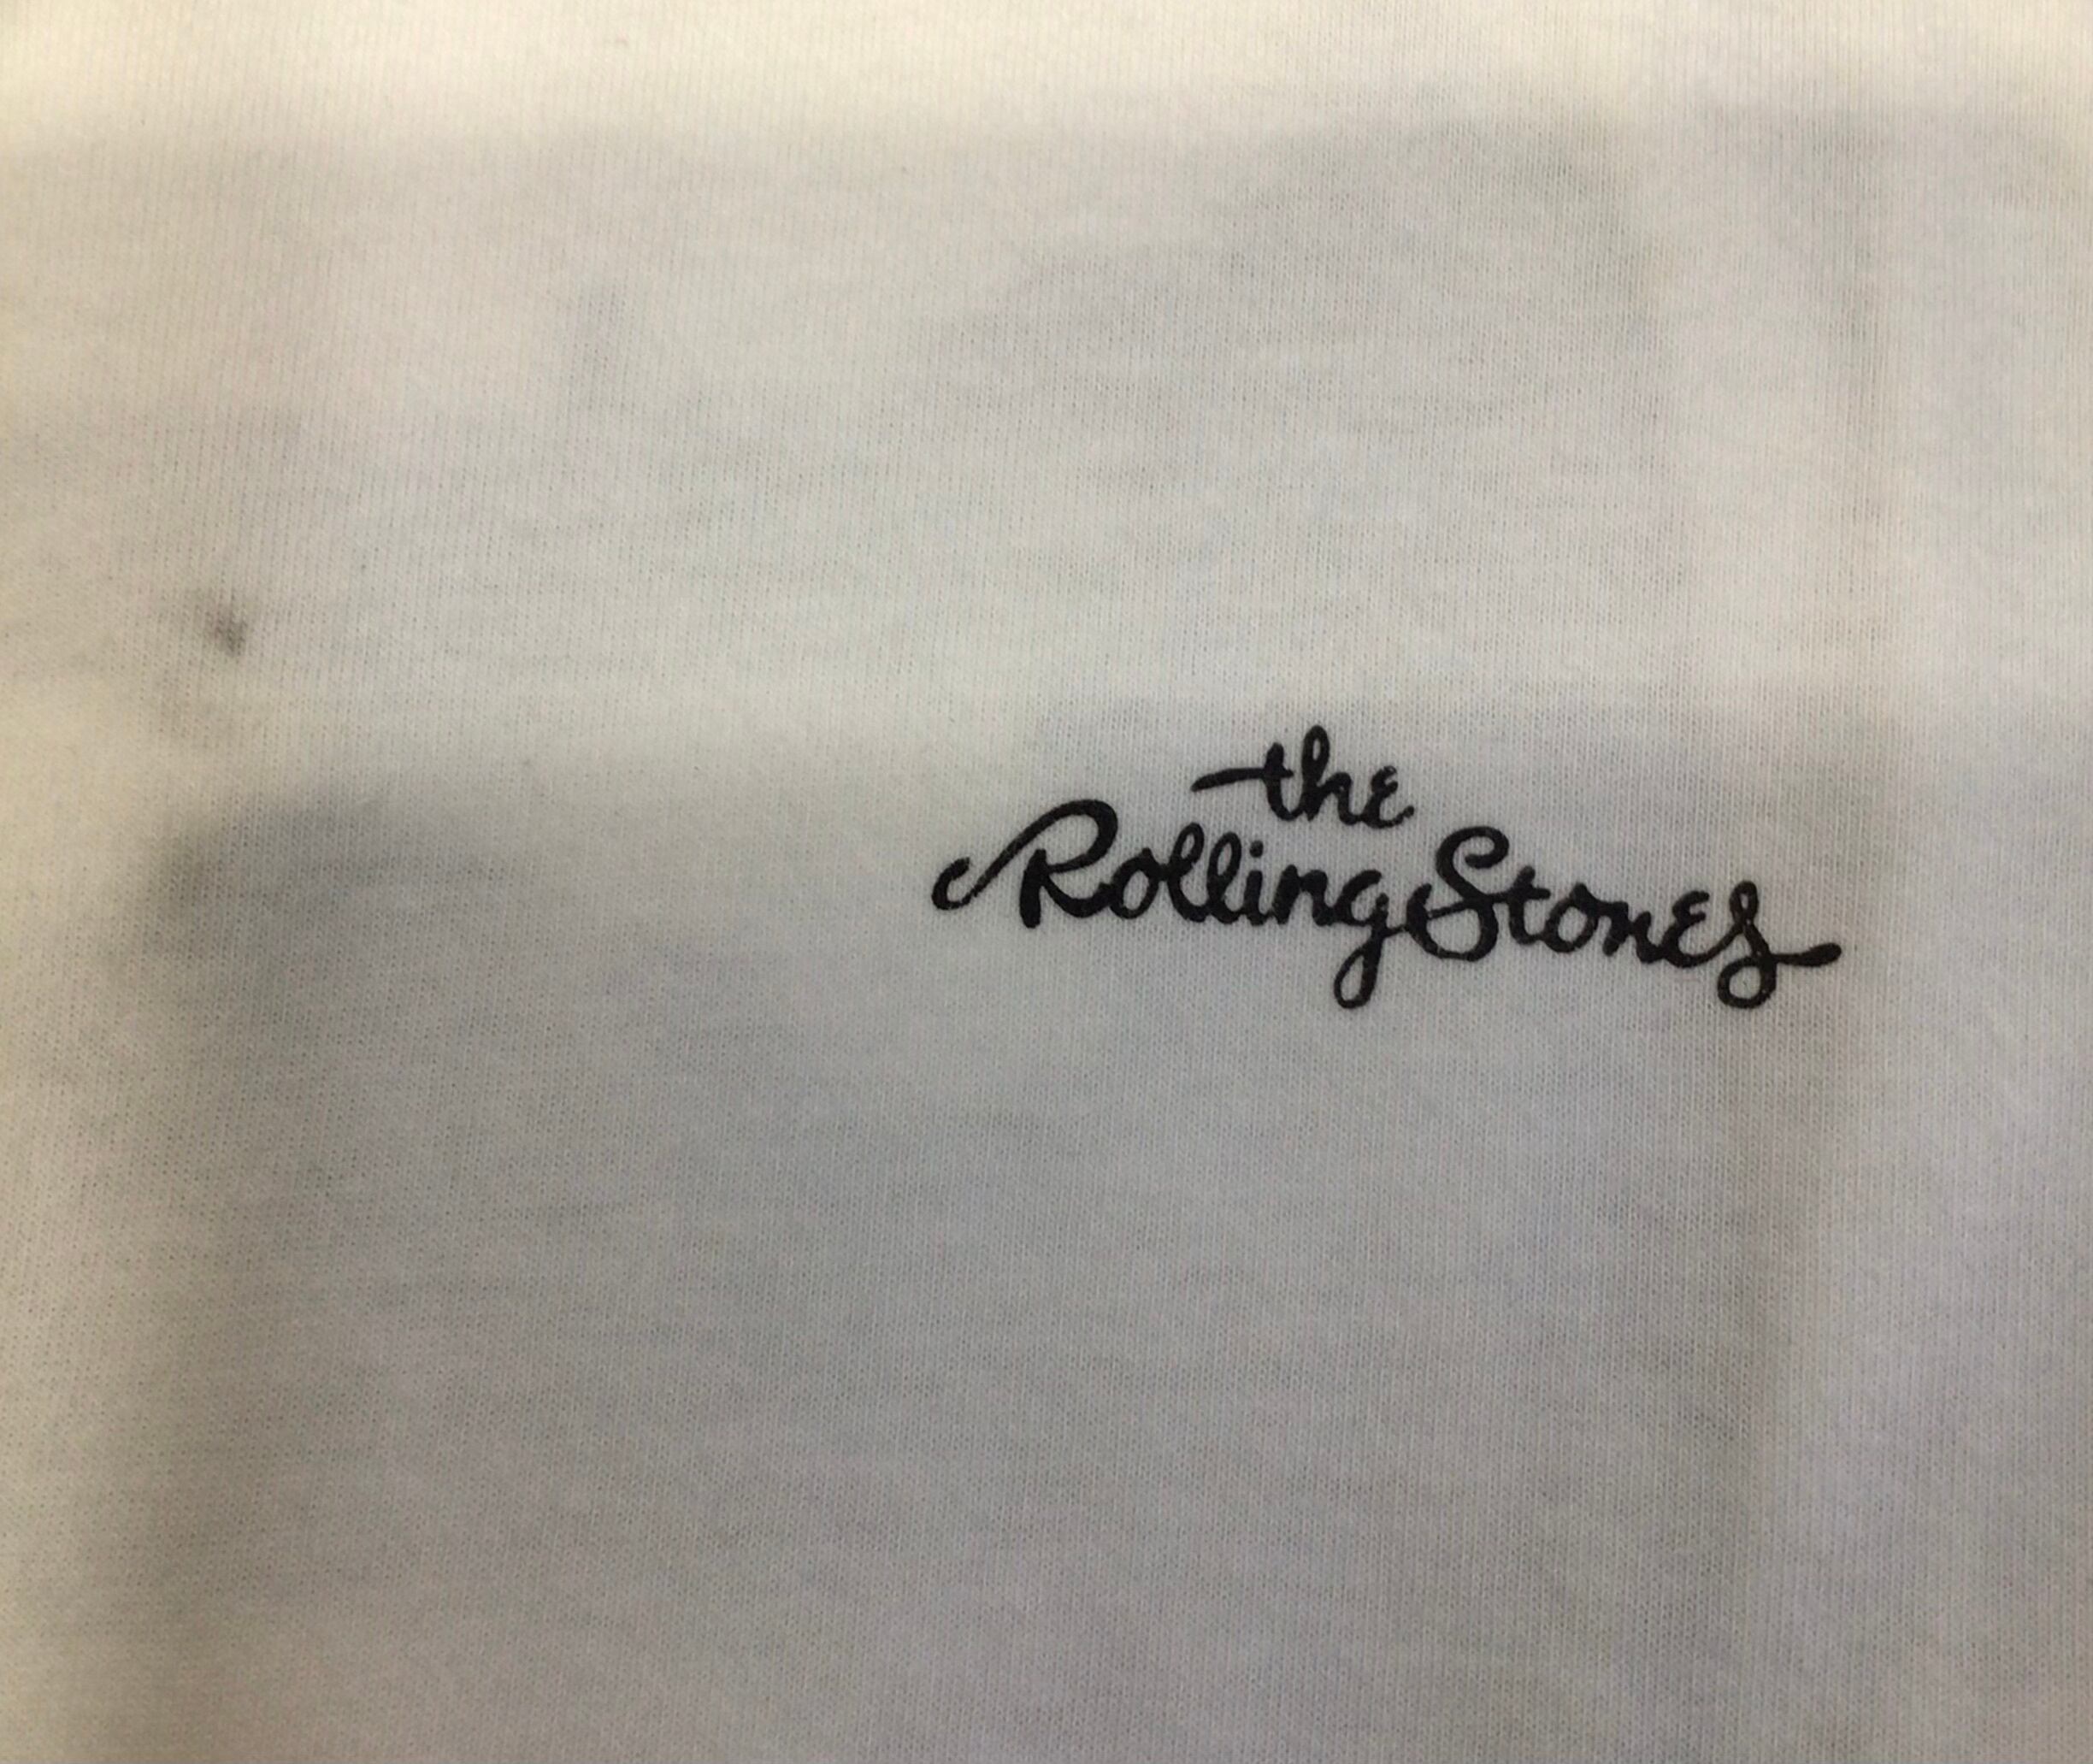 the
Rolling Stones